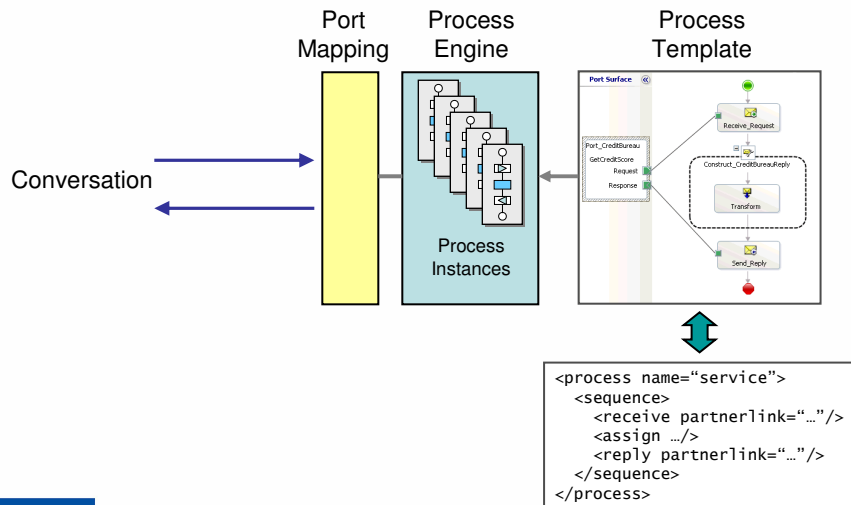 Port
Mapping
Process
Engine
Process
Template
Conversation
Process
Instances
Port Surface
Port_CreditBureau
GetCreditScore
Request
Response
Receive_Request
Construct_CreditBureauReply
Transform
Send_Reply
<process name=“service”>
<sequence>
<receive partnerlink=“…”/>
<assign …/>
<reply partnerlink=“…”/>
</sequence>
</process>